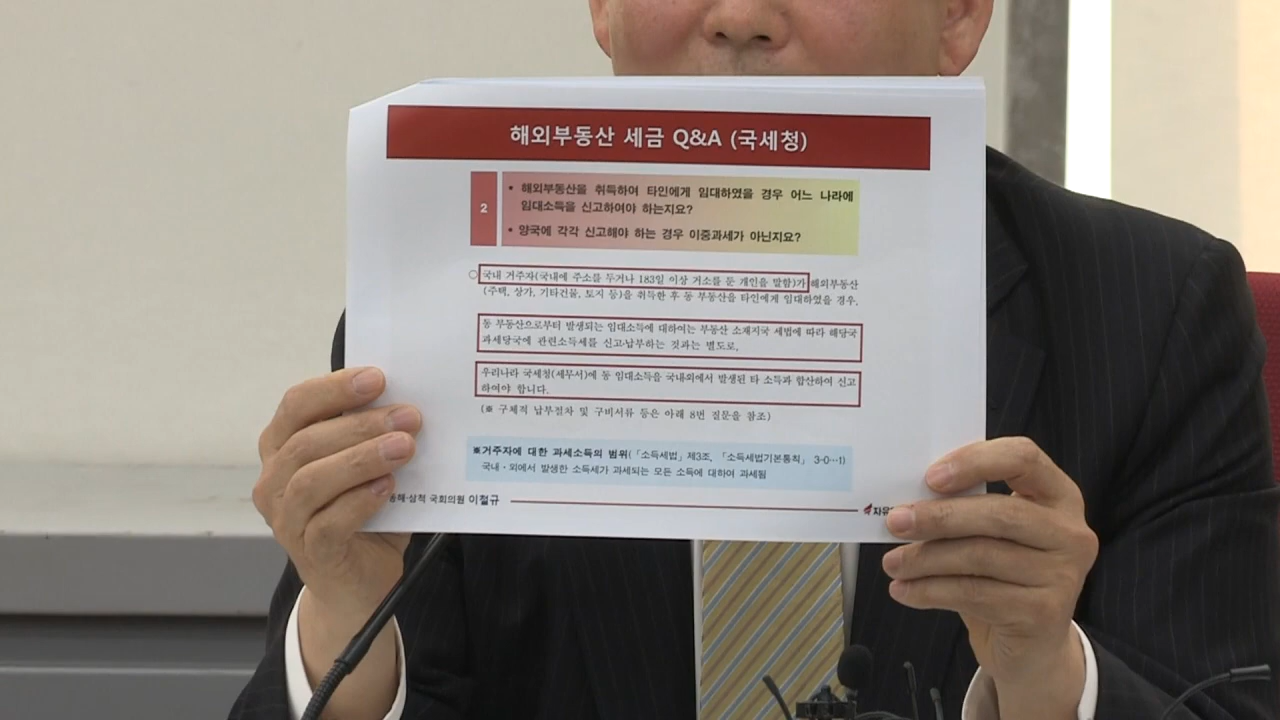 해외부동산 세금 Q&A (국세청)
2
• 해외부동산을 취득하여 타인에게 임대하였을 경우 어느 나라에
임대소득을 신고하여야 하는지요?
• 양국에 각각 신고해야 하는 경우 이중과세가 아닌지요?
○ 국내 거주자(국내에 주소를 두거나 183일 이상 거소를 둔 개인을 말함)가 해외부동산
(주택, 상가, 기타건물, 토지 등)을 취득한 후 동 부동산을 타인에게 임대하였을 경우,
동 부동산으로부터 발생되는 임대소득에 대하여는 부동산 소재지국 세법에 따라 해당국
과세당국에 관련소득세를 신고·납부하는 것과는 별도로,
우리나라 국세청(세무서)에 동 임대소득을 국내외에서 발생된 타 소득과 합산하여 신고
하여야 합니다.
(※ 구체적 납부절차 및 구비서류 등은 아래 8번 질문을 참조)
※거주자에 대한 과세소득의 범위(「소득세법」제3조, 「소득세법기본통칙」 3-0…1)
국내·외에서 발생한 소득세가 과세되는 모든 소득에 대하여 과세됨
동해·삼척 국회의원 이철규
자유